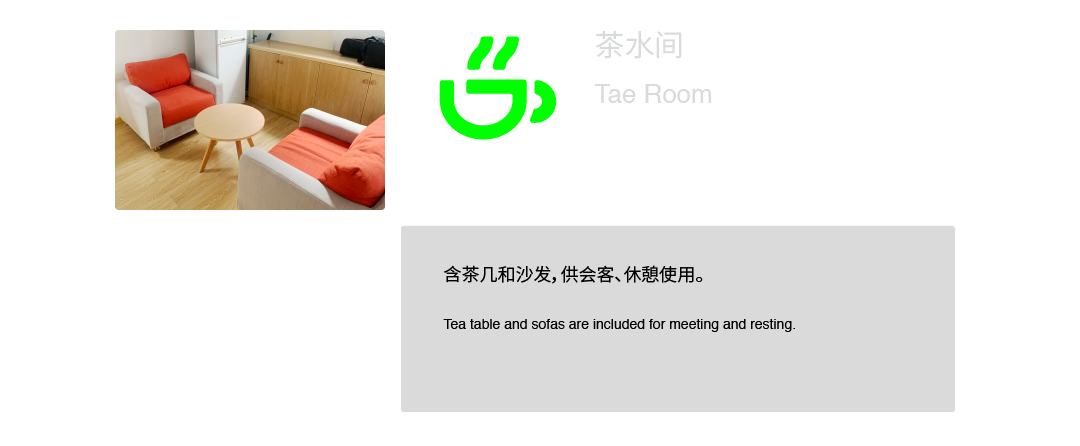 茶水间
Tae Room
含茶几和沙发，供会客、休憩使用。
Tea table and sofas are included for meeting and resting.